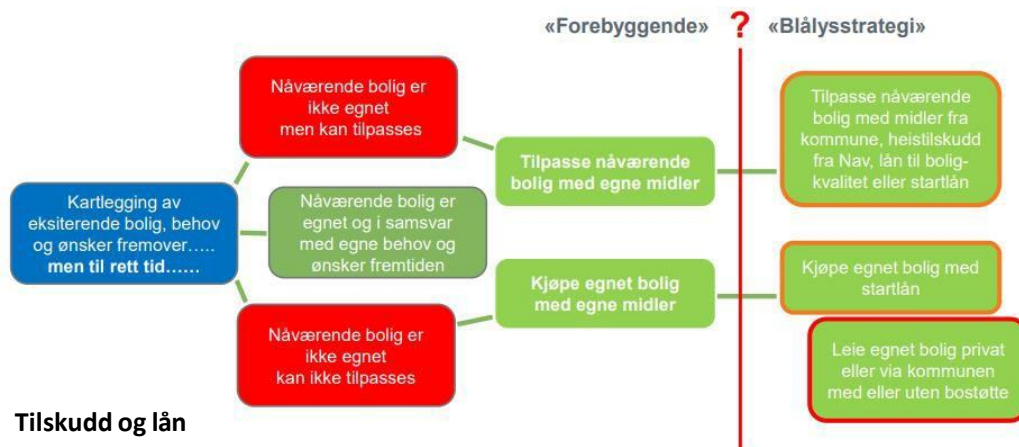 «Forebyggende» ? «Blålysstrategi»
Nåværende bolig er
ikke egnet
men kan tilpasses
Tilpasse nåværende
bolig med midler fra
kommune, heistilskudd
fra Nav, lån til bolig-
kvalitet eller startlån
Tilpasse nåværende
bolig med egne midler
Kartlegging av
eksiterende bolig, behov
og ønsker fremover…..
men til rett tid……
Nåværende bolig er
egnet og i samsvar
med egne behov og
ønsker fremtiden
Kjøpe egnet bolig
med egne midler
Kjøpe egnet bolig med
startlån
Nåværende bolig er
ikke egnet
kan ikke tilpasses
Leie egnet bolig privat
eller via kommunen
med eller uten bostøtte
Tilskudd og lån